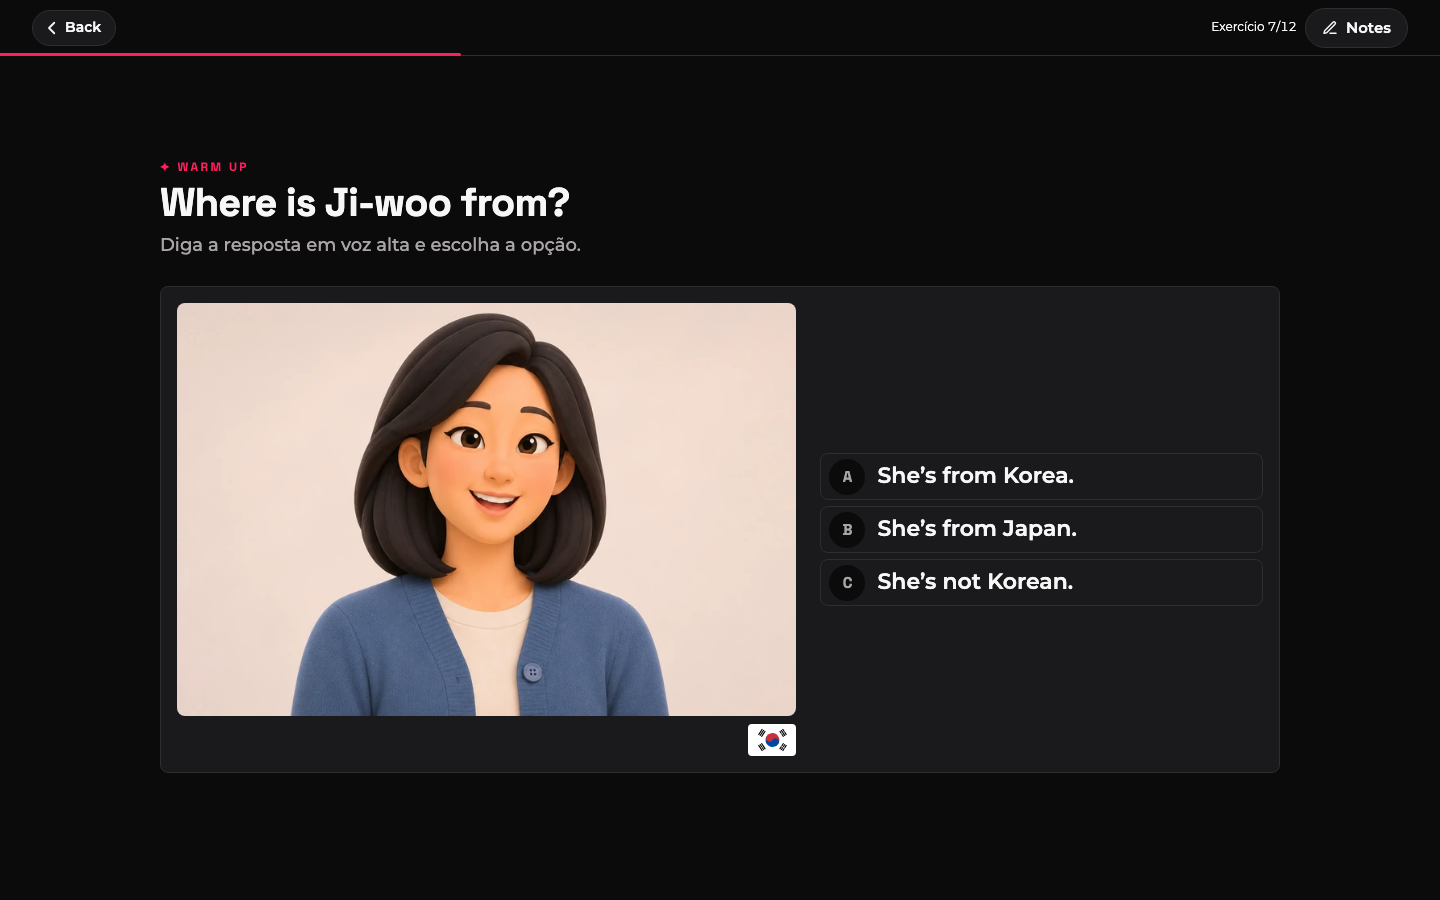 Back
Exercício 7/12
Notes
WARM UP
Where is Ji-woo from?
Diga a resposta em voz alta e escolha a opção.
A She’s from Korea.
B She’s from Japan.
C She’s not Korean.